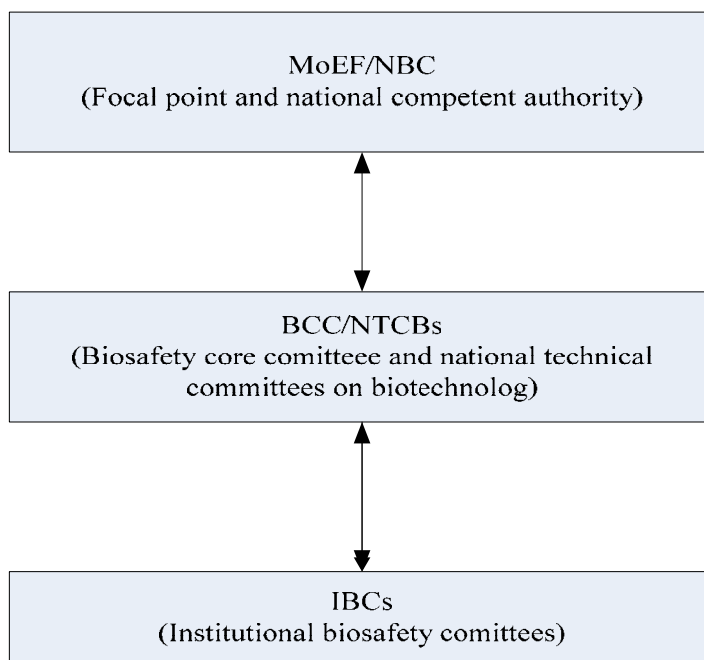 MoEF/NBC
(Focal point and national competent authority)
BCC/NTCBs
(Biosafety core comitteee and national technical
committees on biotechnolog)
IBCs
(Institutional biosafety comittees)